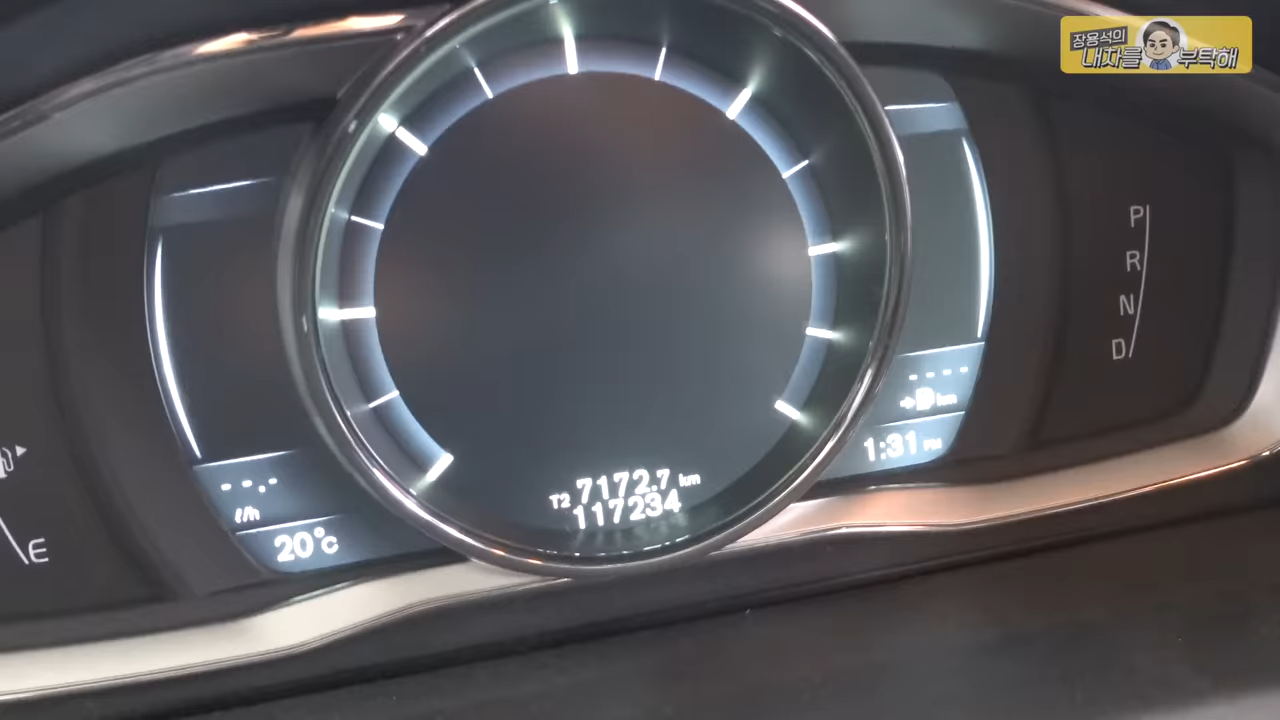 장용석의
내차를 부탁해
P
R
N
D
- - - -
km
1:31 PM
T2 7172.7 km
117234
- -.-
l/h
20°C
E